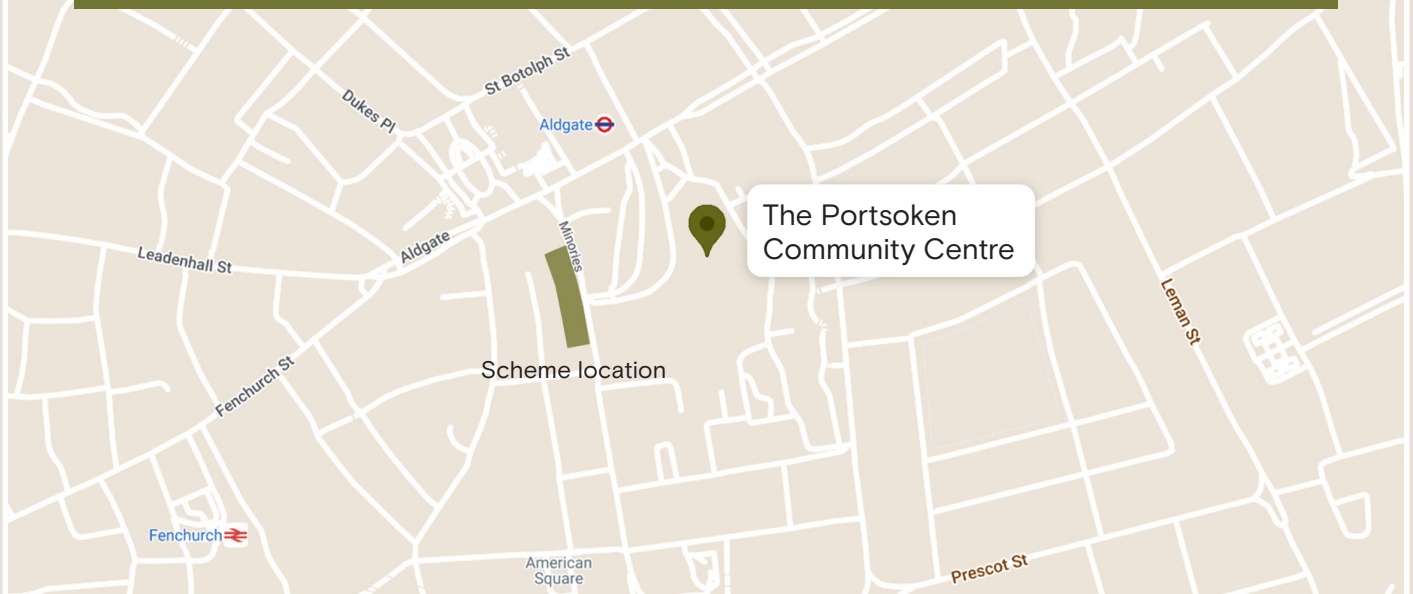 St Botolph St
Dukes Pl
Aldgate
The Portsoken
Community Centre
Minories
Aldgate
Leadenhall St
Leman St
Scheme location
Fenchurch St
Fenchurch
American
Square
Prescot St